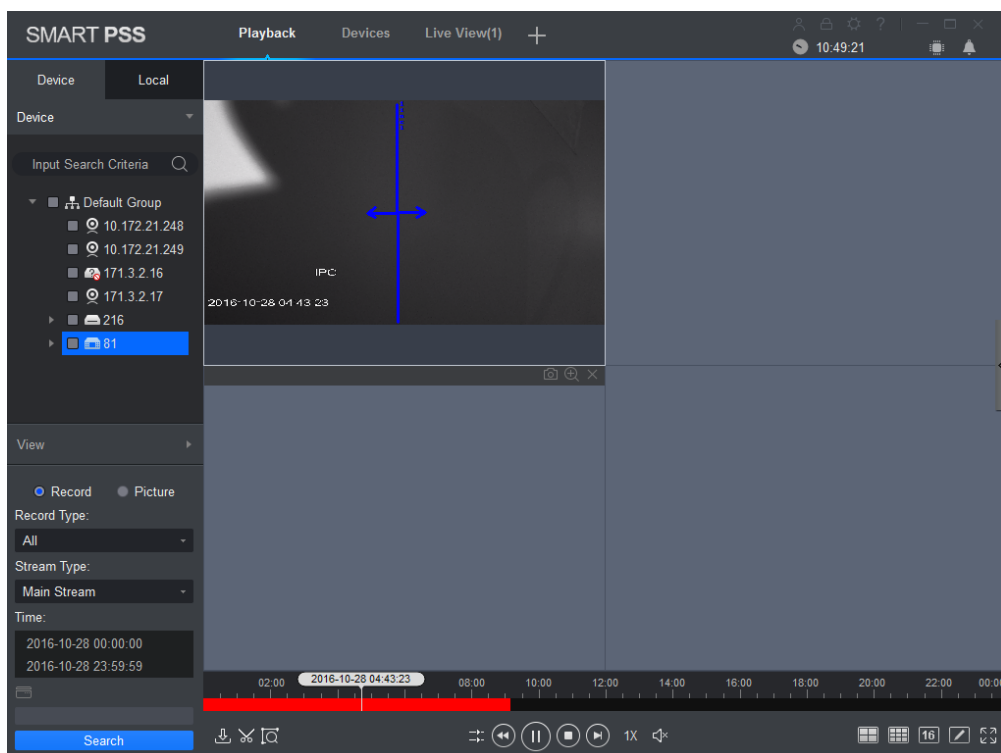 SMART PSS
Playback
Devices
Live View(1)
10:49:21
Device
Local
Device
Input Search Criteria
Default Group
10.172.21.248
10.172.21.249
171.3.2.16
171.3.2.17
216
81
IPC
2016-10-28 04 43 23
View
Record
Picture
Record Type:
All
Stream Type:
Main Stream
Time:
2016-10-28 00:00:00
2016-10-28 23:59:59
Search
02:00
2016-10-28 04:43:23
08:00
10:00
12:00
14:00
16:00
18:00
20:00
22:00
00:0
1X
16